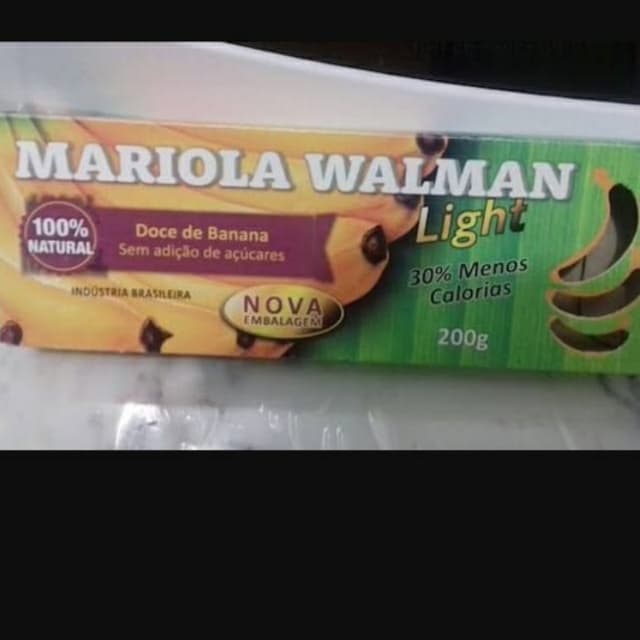 MARIOLA WALMAN
Light
100%
NATURAL
Doce de Banana
Sem adição de açúcares
30% Menos
Calorias
INDÚSTRIA BRASILEIRA
NOVA
EMBALAGEM
200g